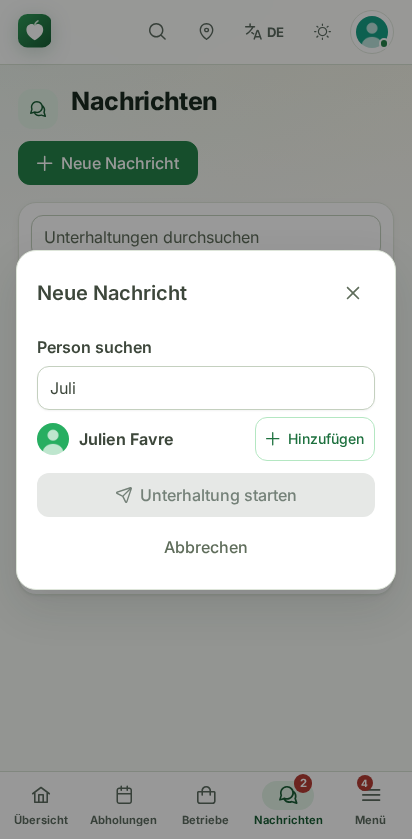 DE
Nachrichten
Neue Nachricht
Unterhaltungen durchsuchen
Neue Nachricht
Person suchen
Juli
Julien Favre
Hinzufügen
Unterhaltung starten
Abbrechen
2
4
Übersicht
Abholungen
Betriebe
Nachrichten
Menü